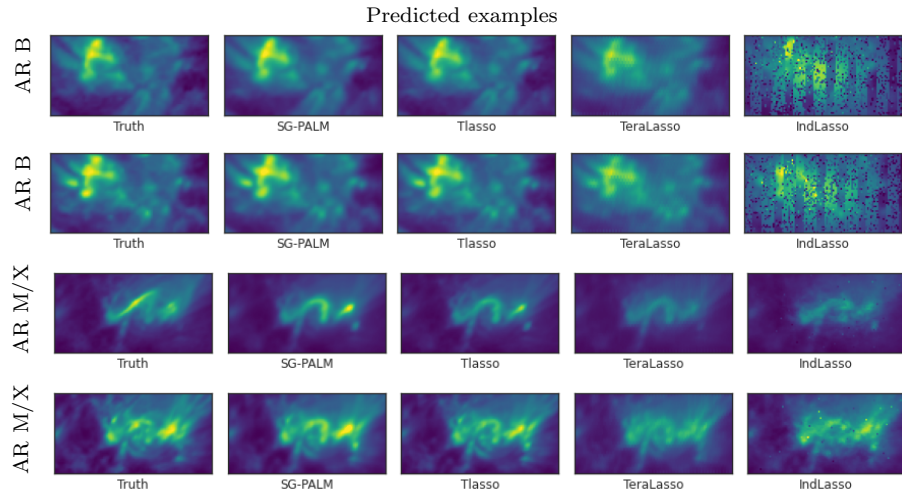 Predicted examples
AR B
Truth SG-PALM Tlasso TeraLasso IndLasso
AR B
Truth SG-PALM Tlasso TeraLasso IndLasso
AR M/X
Truth SG-PALM Tlasso TeraLasso IndLasso
AR M/X
Truth SG-PALM Tlasso TeraLasso IndLasso